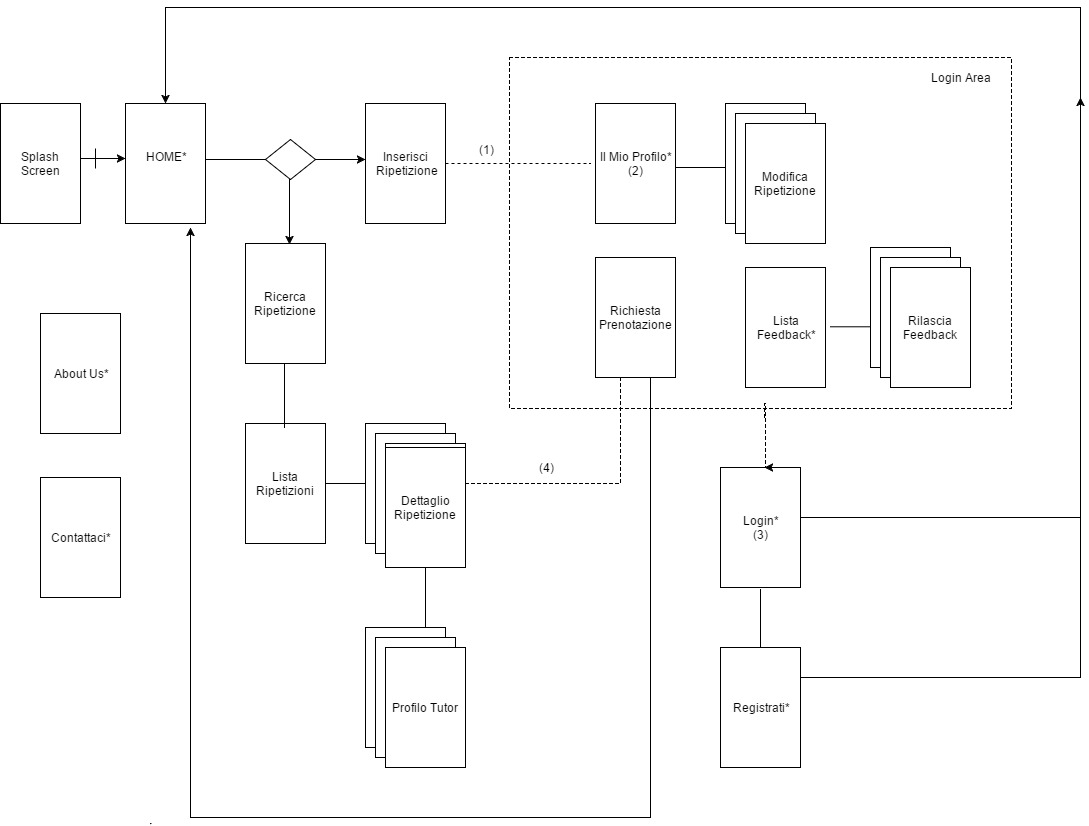 Login Area
Splash
Screen
HOME*
Inserisci
Ripetizione
(1)
Il Mio Profilo*
(2)
Modifica
Ripetizione
Ricerca
Ripetizione
Richiesta
Prenotazione
Lista
Feedback*
Rilascia
Feedback
About Us*
Lista
Ripetizioni
Dettaglio
Ripetizione
(4)
Contattaci*
Login*
(3)
Profilo Tutor
Registrati*